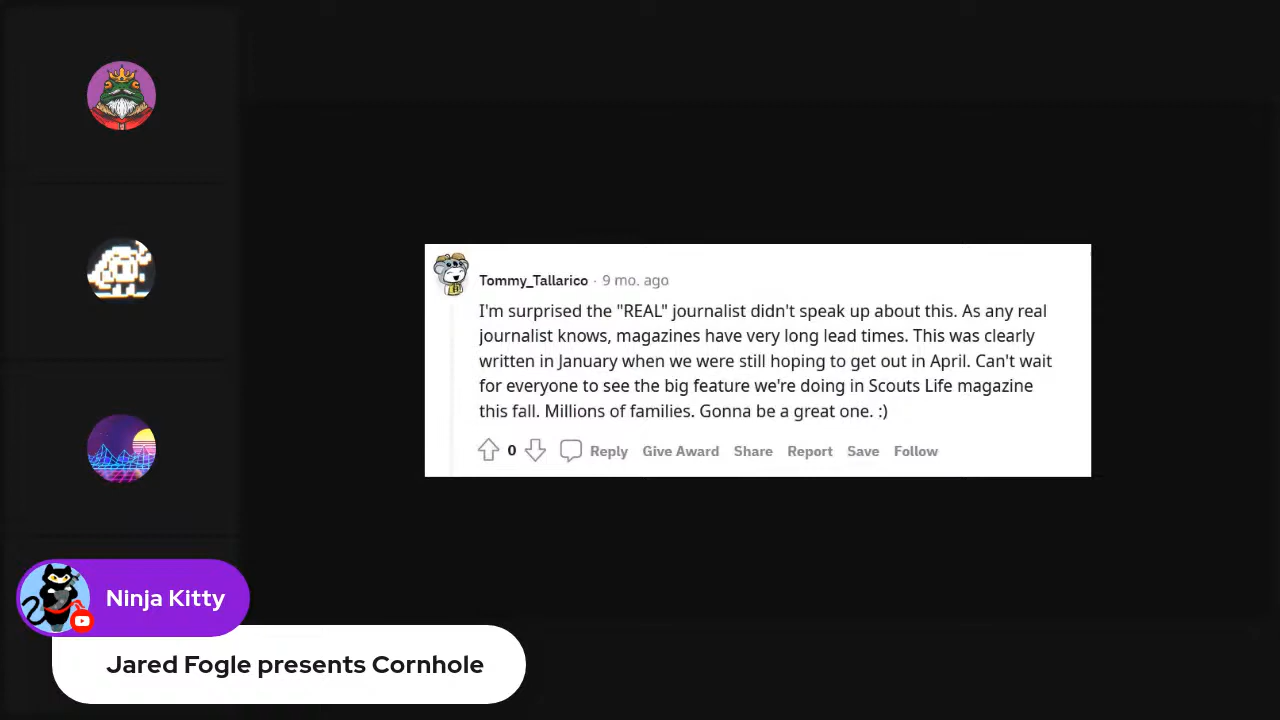 Tommy_Tallarico · 9 mo. ago
I'm surprised the "REAL" journalist didn't speak up about this. As any real
journalist knows, magazines have very long lead times. This was clearly
written in January when we were still hoping to get out in April. Can't wait
for everyone to see the big feature we're doing in Scouts Life magazine
this fall. Millions of families. Gonna be a great one. :)
0 Reply Give Award Share Report Save Follow
Ninja Kitty
Jared Fogle presents Cornhole